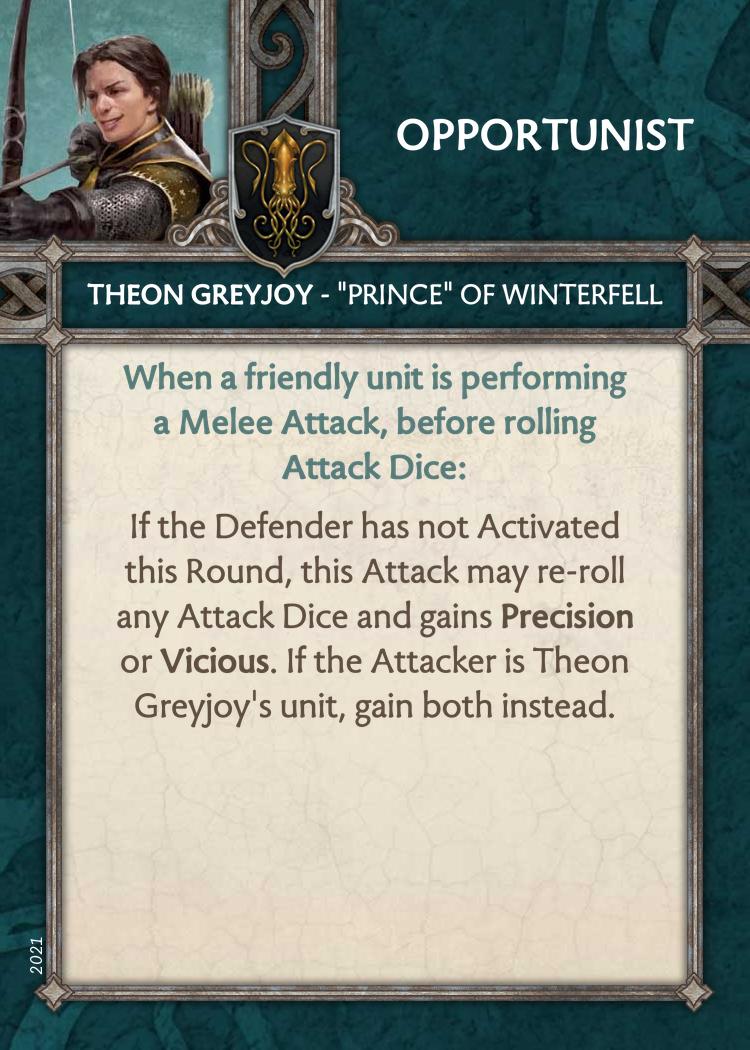 OPPORTUNIST
THEON GREYJOY - "PRINCE" OF WINTERFELL
When a friendly unit is performing
a Melee Attack, before rolling
Attack Dice:
If the Defender has not Activated
this Round, this Attack may re-roll
any Attack Dice and gains Precision
or Vicious. If the Attacker is Theon
Greyjoy's unit, gain both instead.
2021